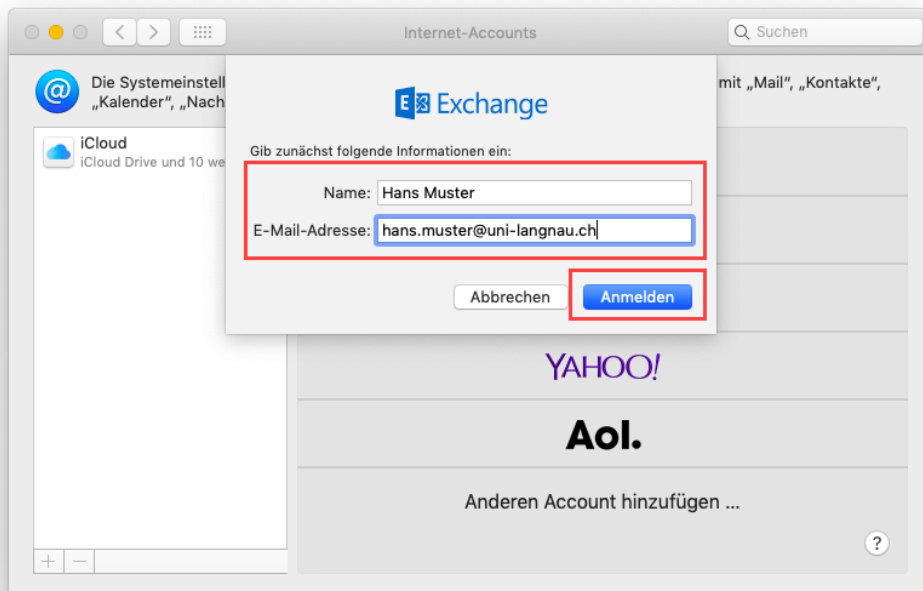 Internet-Accounts
Suchen
Die Systemeinstell
mit „Mail“, „Kontakte“,
„Kalender“, „Nach
Exchange
iCloud
iCloud Drive und 10 we
Gib zunächst folgende Informationen ein:
Name: Hans Muster
E-Mail-Adresse: hans.muster@uni-langnau.ch
Abbrechen
Anmelden
YAHOO!
Aol.
Anderen Account hinzufügen ...
?